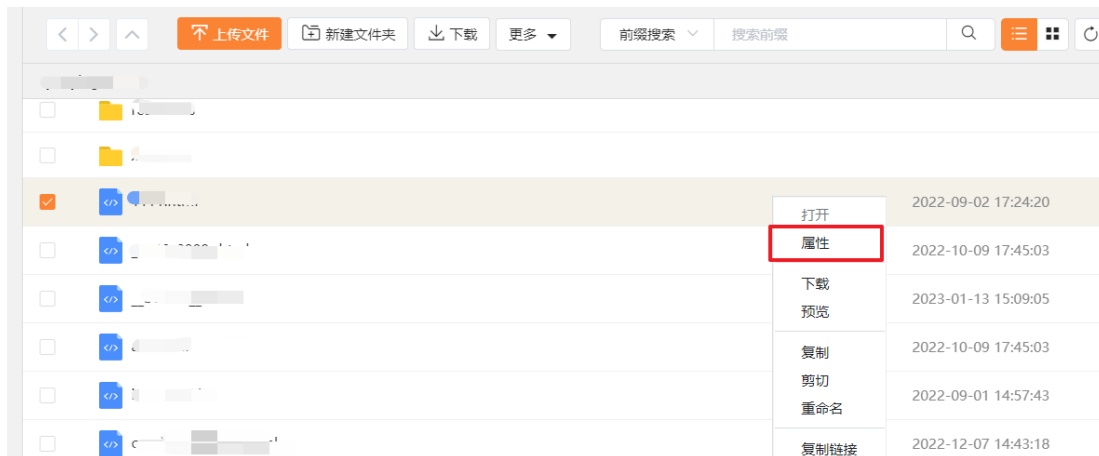 上传文件 新建文件夹 下载 更多 前缀搜索 搜索前缀
2022-09-02 17:24:20
打开
属性
2022-10-09 17:45:03
下载
2023-01-13 15:09:05
预览
复制
2022-10-09 17:45:03
剪切
2022-09-01 14:57:43
重命名
复制链接
2022-12-07 14:43:18